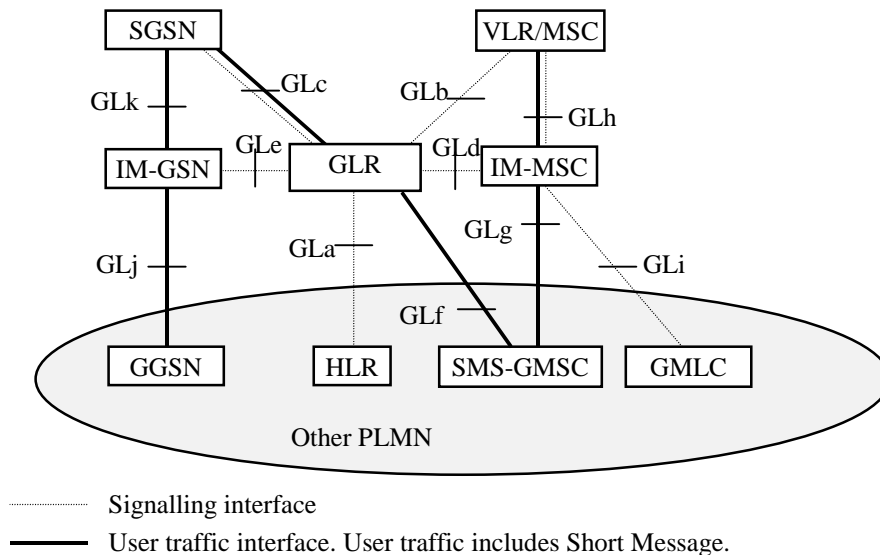 SGSN
VLR/MSC
GLc
GLb
GLk
GLh
GLe
GLd
IM-GSN
GLR
IM-MSC
GLg
GLa
GLj
GLi
GLf
GGSN
HLR
SMS-GMSC
GMLC
Other PLMN
Signalling interface
User traffic interface. User traffic includes Short Message.